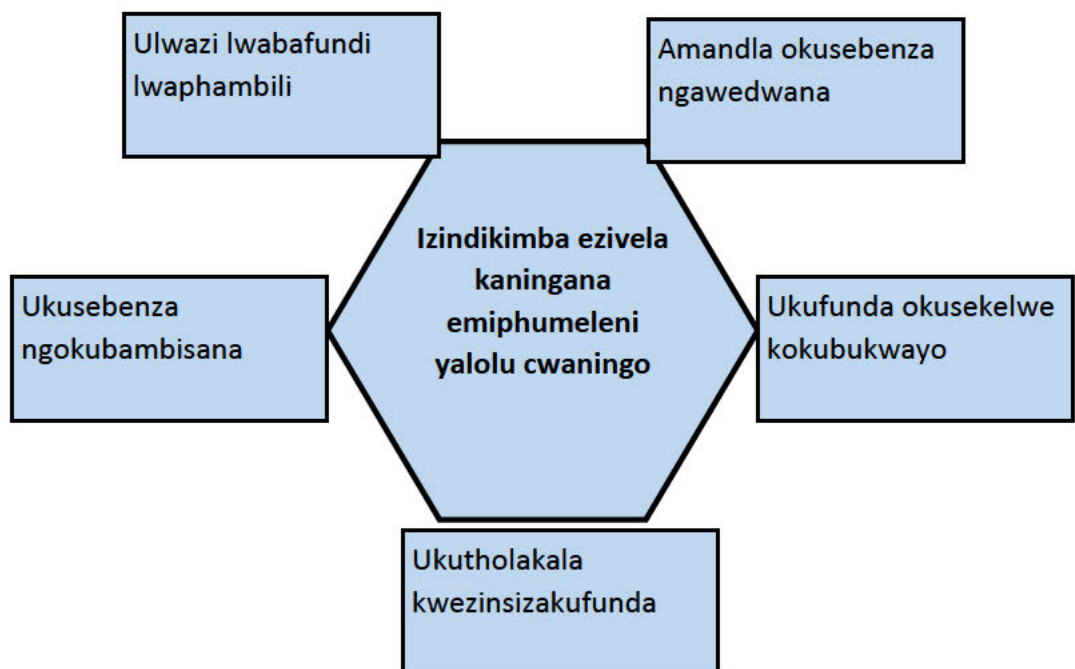 Ulwazi lwabafundi
lwaphambili
Amandla okusebenza
ngawedwana
Izindikimba ezivela
kaningana
emiphumeleni
yalolu cwaningo
Ukusebenza
ngokubambisana
Ukufunda okusekelwe
kokubukwayo
Ukutholakala
kwezinsizakufunda